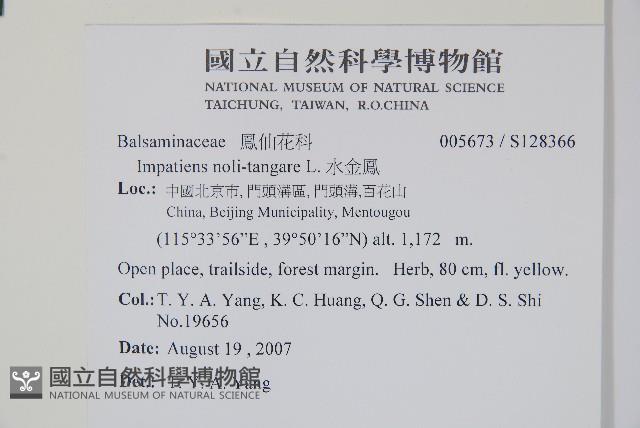 國立自然科學博物館
NATIONAL MUSEUM OF NATURAL SCIENCE
TAICHUNG, TAIWAN, R.O.CHINA
Balsaminaceae 鳳仙花科 005673 / S128366
Impatiens noli-tangare L. 水金鳳
Loc.: 中國北京市, 門頭溝區, 門頭溝,百花山
China, Beijing Municipality, Mentougou
(115°33'56”E , 39°50'16”N) alt. 1,172 m.
Open place, trailside, forest margin. Herb, 80 cm, fl. yellow.
Col.: T. Y. A. Yang, K. C. Huang, Q. G. Shen & D. S. Shi
No.19656
Date: August 19 , 2007
Det.: T. Y. A. Yang
國立自然科學博物館
NATIONAL MUSEUM OF NATURAL SCIENCE